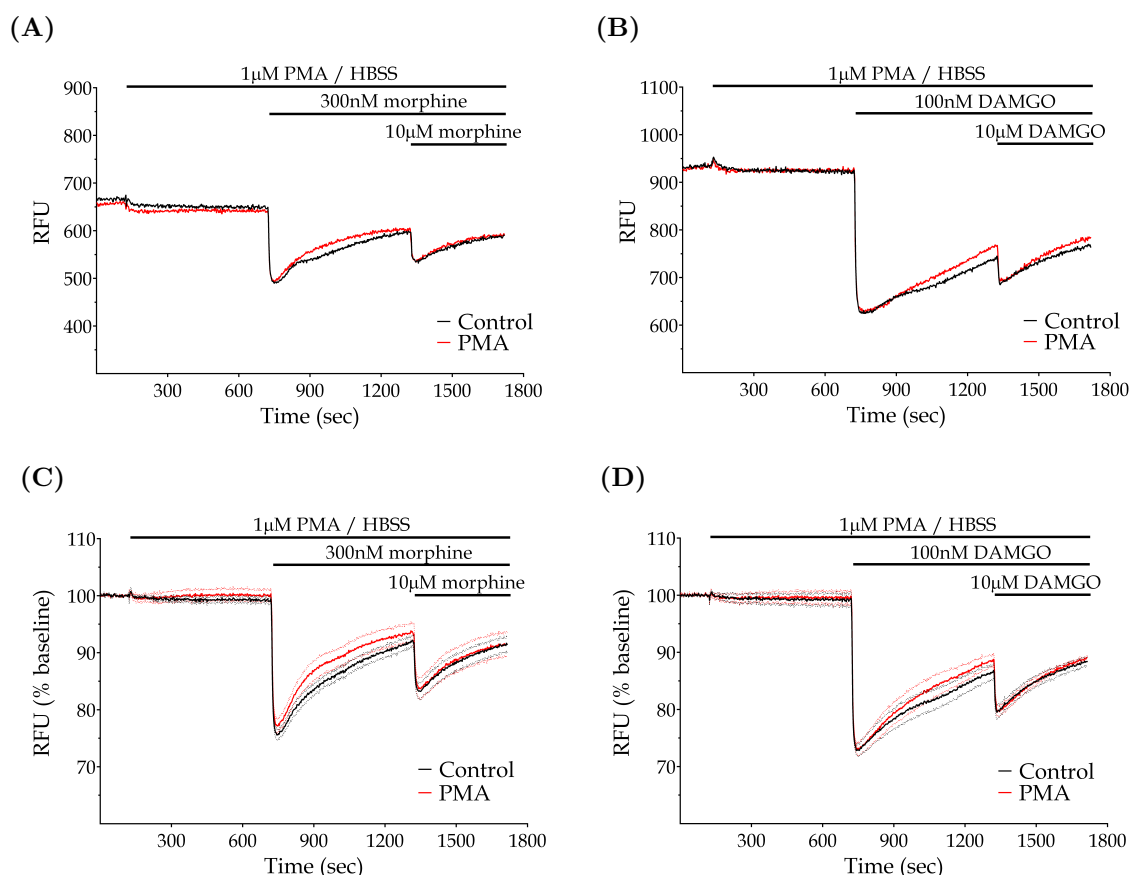 (A)
1µM PMA / HBSS
300nM morphine
10µM morphine
900
800
700
600
500
400
RFU
Control
PMA
300
600
900
1200
1500
1800
Time (sec)
(B)
1µM PMA / HBSS
100nM DAMGO
10µM DAMGO
1100
1000
900
800
700
600
RFU
Control
PMA
300
600
900
1200
1500
1800
Time (sec)
(C)
1µM PMA / HBSS
300nM morphine
10µM morphine
110
100
90
80
70
RFU (% baseline)
Control
PMA
300
600
900
1200
1500
1800
Time (sec)
(D)
1µM PMA / HBSS
100nM DAMGO
10µM DAMGO
110
100
90
80
70
RFU (% baseline)
Control
PMA
300
600
900
1200
1500
1800
Time (sec)